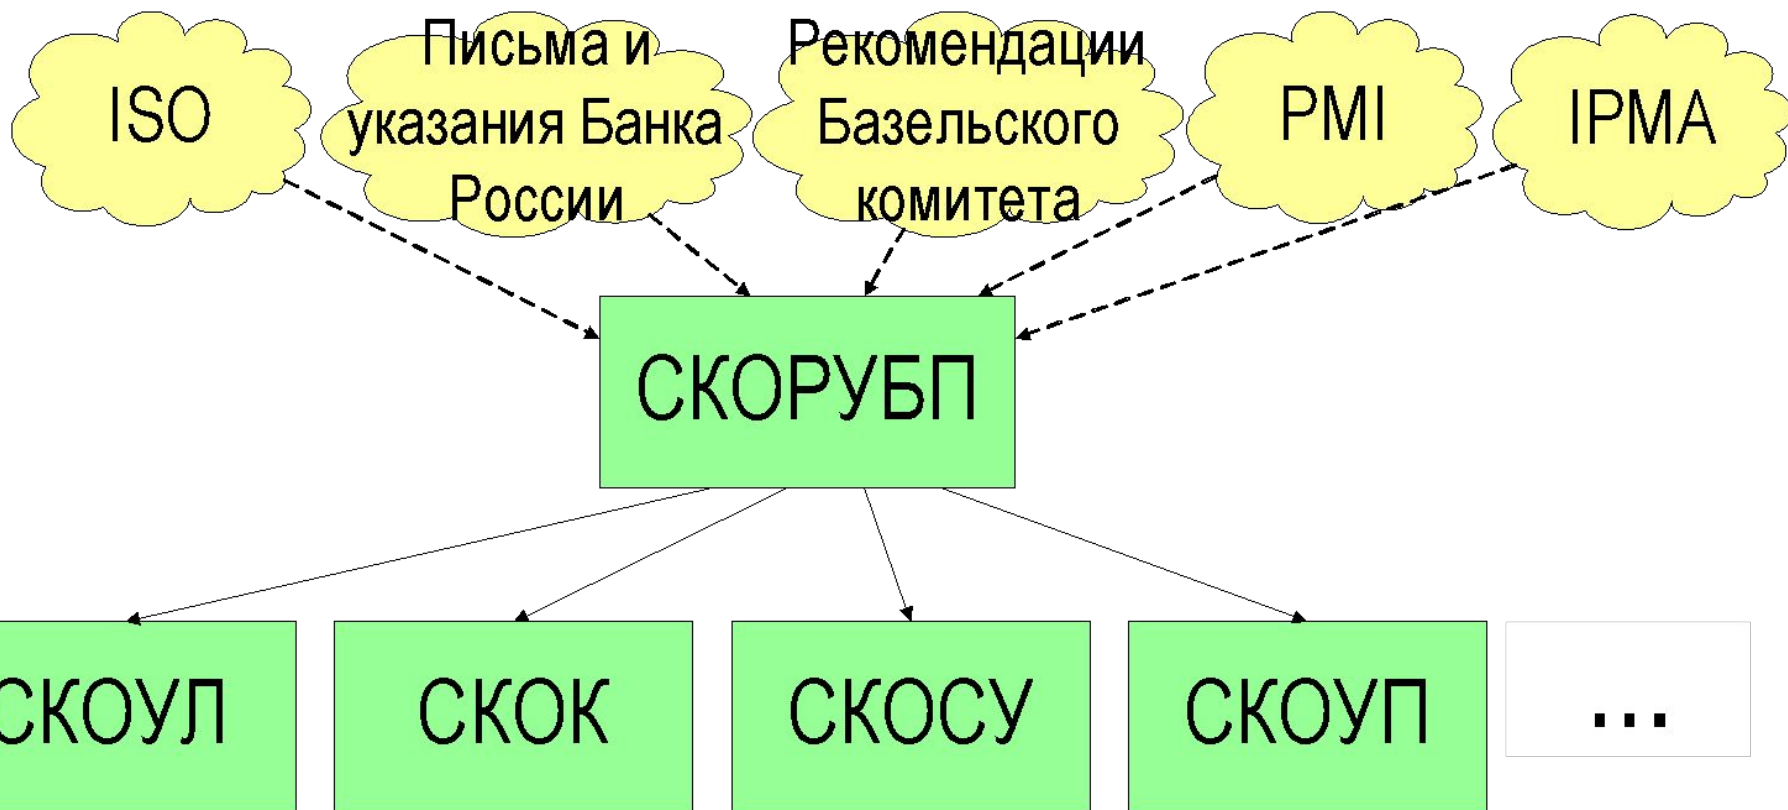 ISO
Письма и
указания Банка
России
Рекомендации
Базельского
комитета
PMI
IPMA
СКОРУБП
СКОУЛ
СКОК
СКОСУ
СКОУП
...